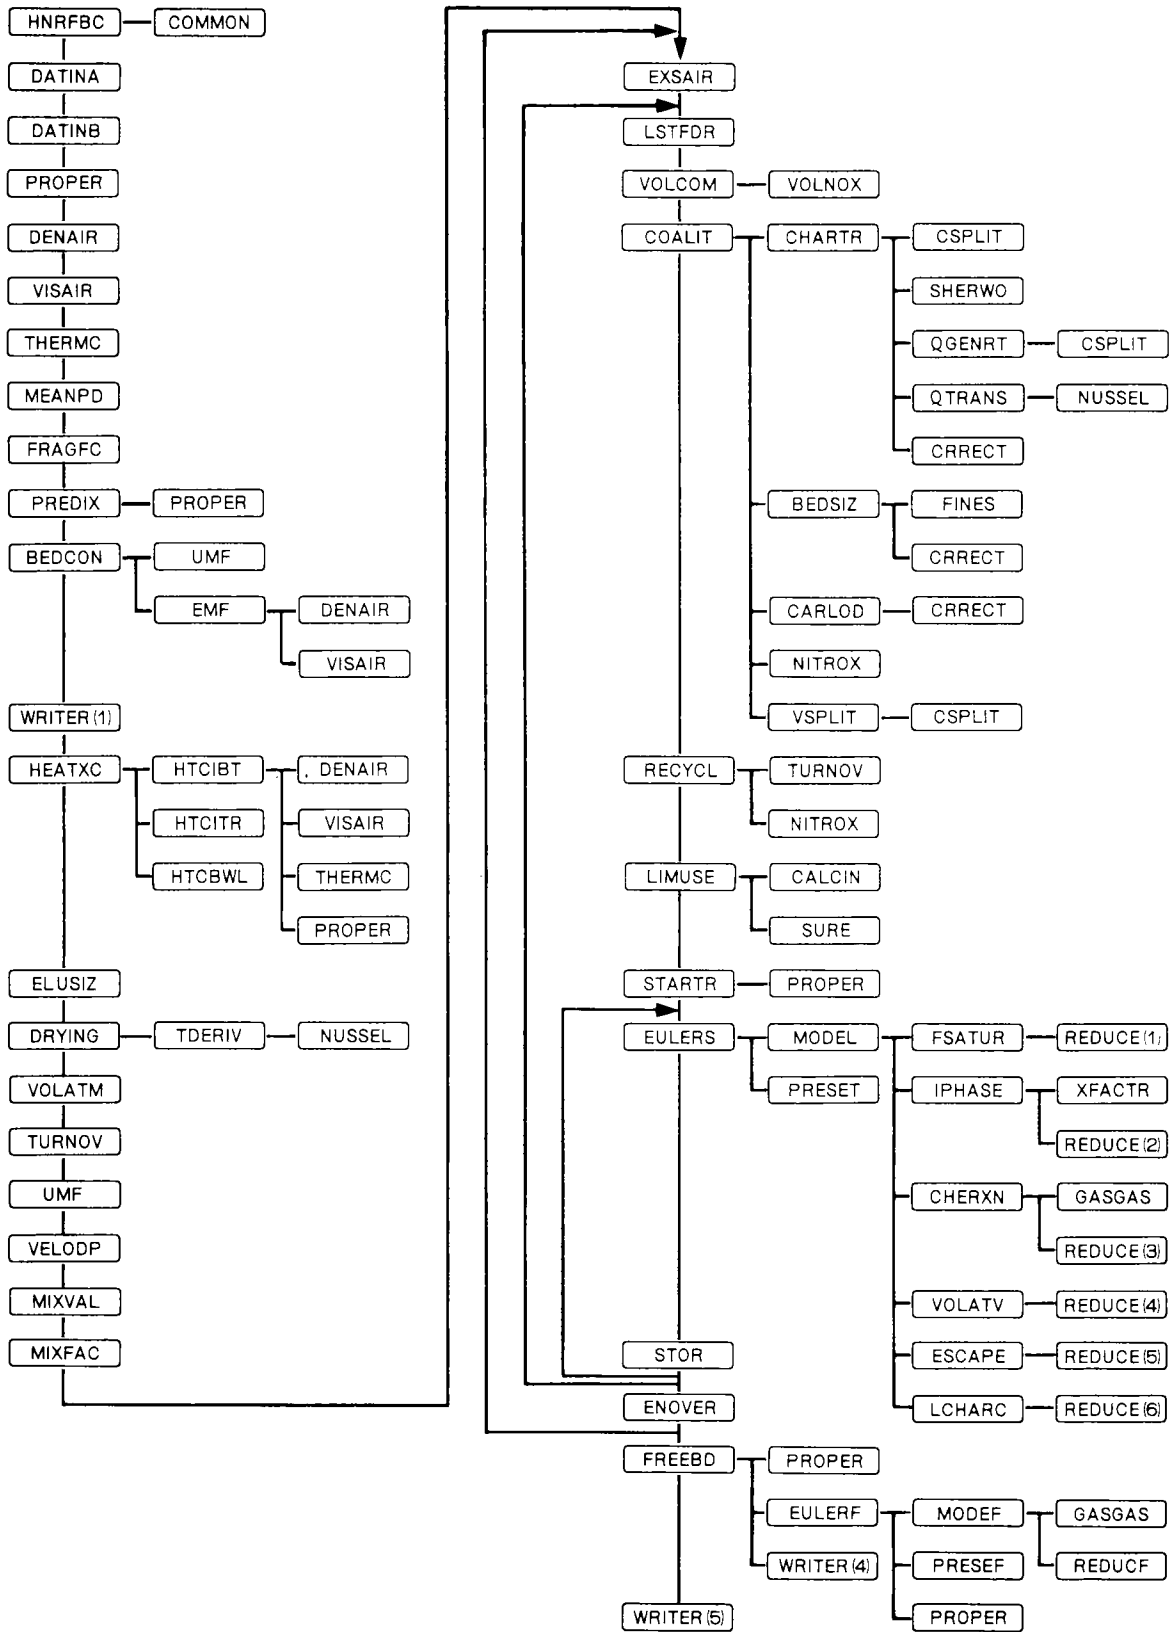 HNRFBC
COMMON
DATINA
DATINB
PROPER
DENAIR
VISAIR
THERMC
MEANPD
FRAGFC
PREDIX
PROPER
BEDCON
UMF
EMF
DENAIR
VISAIR
WRITER(1)
HEATXC
HTCIBT
DENAIR
HTCITR
VISAIR
HTCBWL
THERMC
PROPER
ELUSIZ
DRYING
TDERIV
NUSSEL
VOLATM
TURNOV
UMF
VELODP
MIXVAL
MIXFAC
EXSAIR
LSTFDR
VOLCOM
VOLNOX
COALIT
CHARTR
CSPLIT
SHERWO
QGENRT
CSPLIT
QTRANS
NUSSEL
CRRECT
BEDSIZ
FINES
CRRECT
CARLOD
CRRECT
NITROX
VSPLIT
CSPLIT
RECYCL
TURNOV
NITROX
LIMUSE
CALCIN
SURE
STARTR
PROPER
EULERS
MODEL
FSATUR
REDUCE(1)
PRESET
IPHASE
XFACTR
REDUCE(2)
CHERXN
GASGAS
REDUCE(3)
VOLATV
REDUCE(4)
STOR
ESCAPE
REDUCE(5)
ENOVER
LCHARC
REDUCE(6)
FREEBD
PROPER
EULERF
MODEF
GASGAS
WRITER(4)
PRESEF
REDUCF
WRITER(5)
PROPER